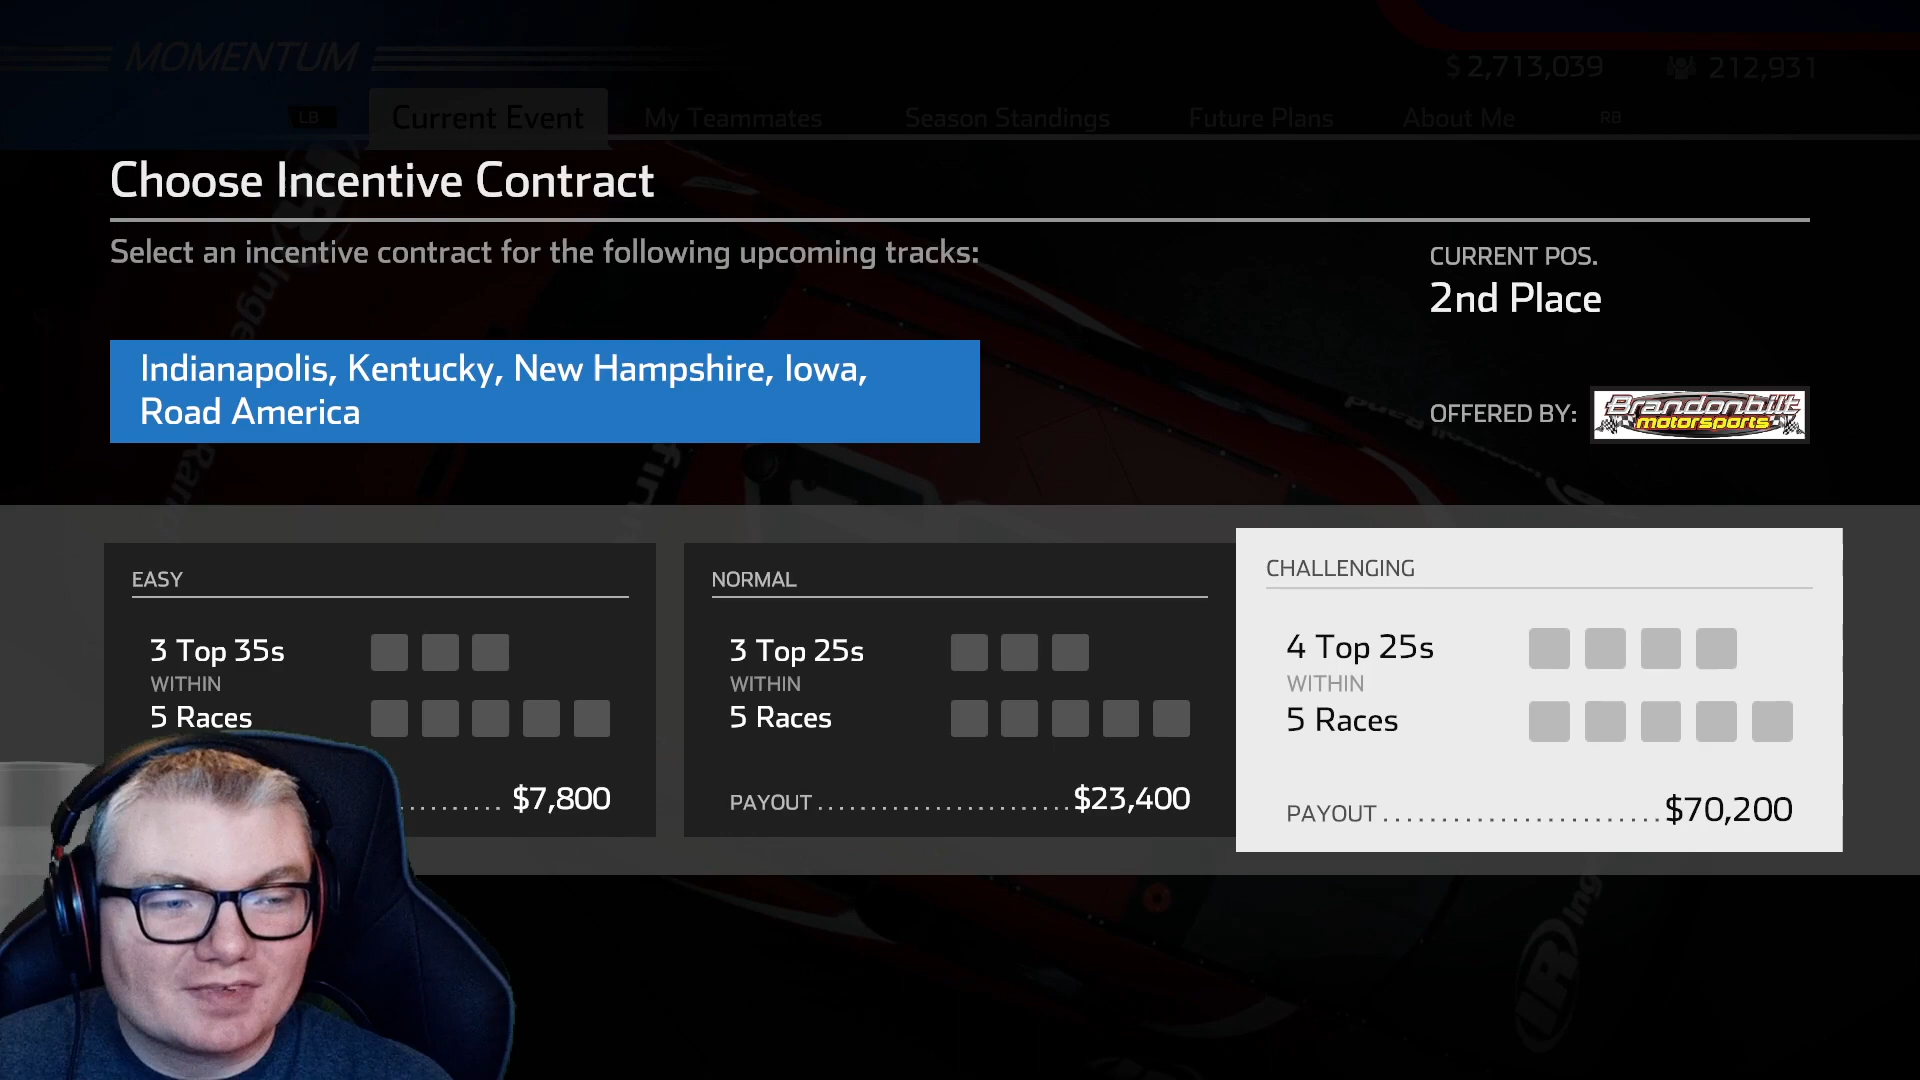 MOMENTUM
$ 2,713,039
212,931
LB
Current Event
My Teammates
Season Standings
Future Plans
About Me
RB
Choose Incentive Contract
Select an incentive contract for the following upcoming tracks:
CURRENT POS.
2nd Place
Indianapolis, Kentucky, New Hampshire, Iowa,
Road America
OFFERED BY:
Brandonbilt
motorsports
EASY
3 Top 35s
WITHIN
5 Races
$7,800
NORMAL
3 Top 25s
WITHIN
5 Races
PAYOUT
$23,400
CHALLENGING
4 Top 25s
WITHIN
5 Races
PAYOUT
$70,200